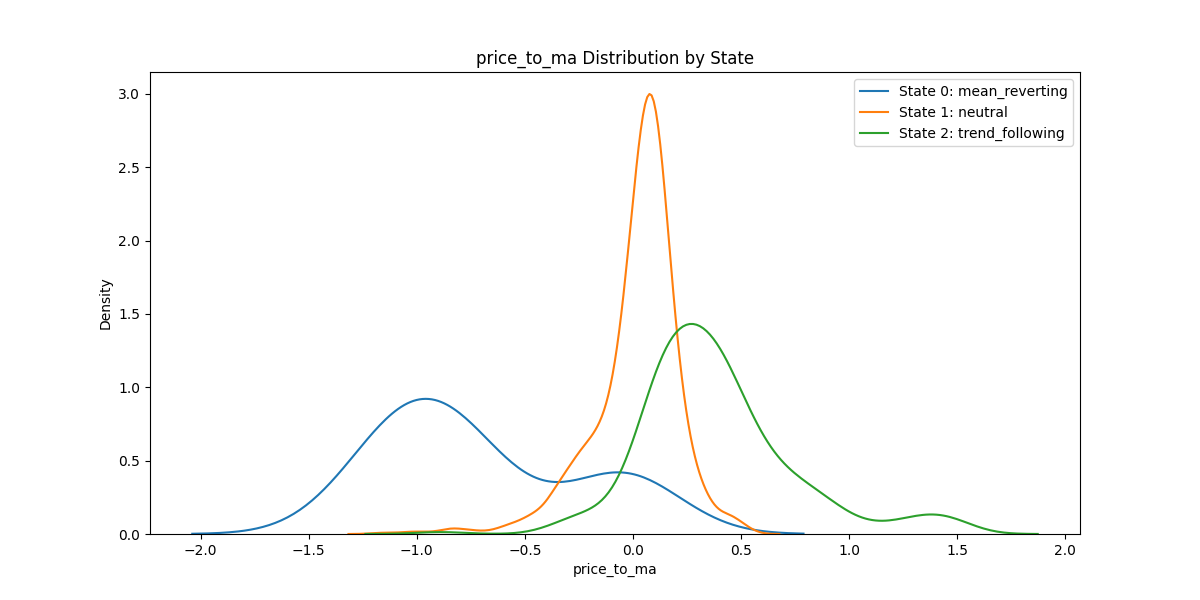 price_to_ma Distribution by State
State 0: mean_reverting
State 1: neutral
State 2: trend_following
3.0
2.5
2.0
1.5
1.0
0.5
0.0
Density
−2.0 −1.5 −1.0 −0.5 0.0 0.5 1.0 1.5 2.0
price_to_ma